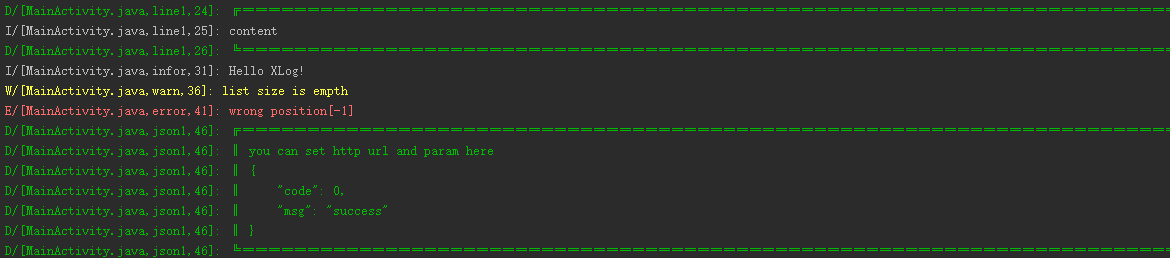 D/[MainActivity.java,line1,24]: ╔══════════════════════════════════════════════════════════════
I/[MainActivity.java,line1,25]: content
D/[MainActivity.java,line1,26]: ╚══════════════════════════════════════════════════════════════
I/[MainActivity.java,infor,31]: Hello XLog!
W/[MainActivity.java,warn,36]: list size is empth
E/[MainActivity.java,error,41]: wrong position[-1]
D/[MainActivity.java,json1,46]: ╔══════════════════════════════════════════════════════════════
D/[MainActivity.java,json1,46]: ║ you can set http url and param here
D/[MainActivity.java,json1,46]: ║ {
D/[MainActivity.java,json1,46]: ║     "code": 0,
D/[MainActivity.java,json1,46]: ║     "msg": "success"
D/[MainActivity.java,json1,46]: ║ }
D/[MainActivity.java,json1,46]: ╚══════════════════════════════════════════════════════════════